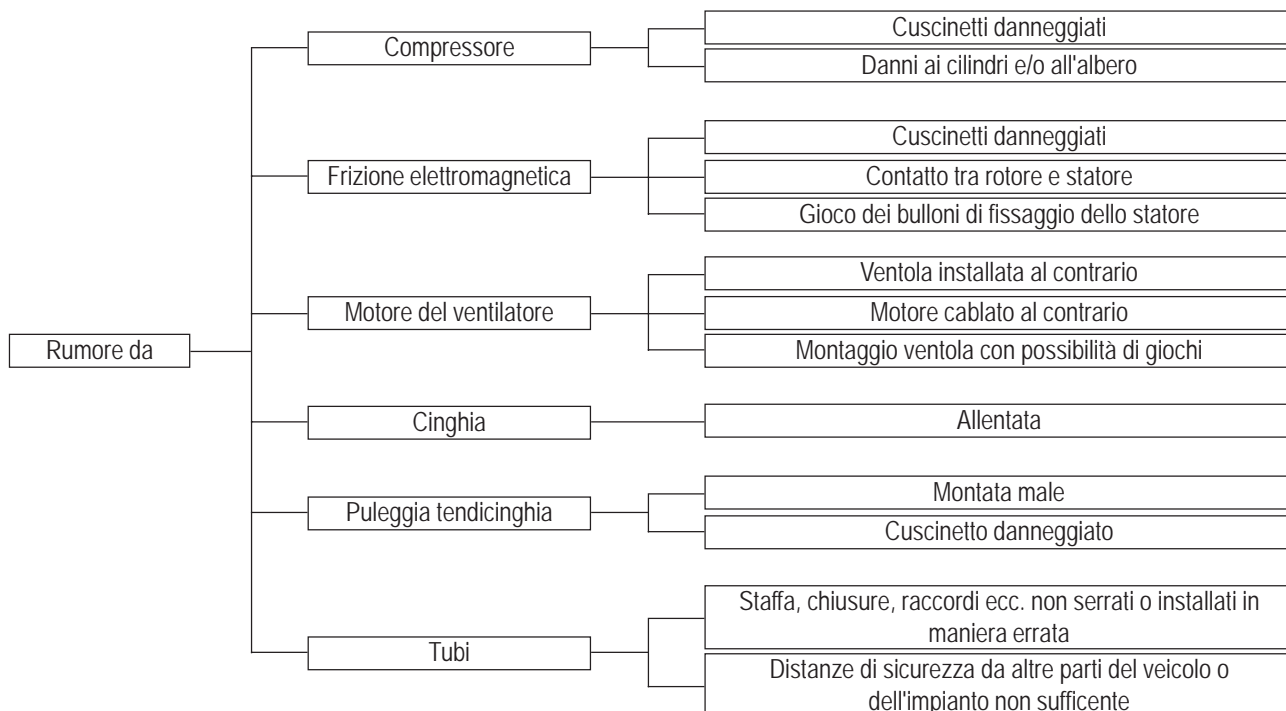 Rumore da
Compressore
Cuscinetti danneggiati
Danni ai cilindri e/o all'albero
Frizione elettromagnetica
Cuscinetti danneggiati
Contatto tra rotore e statore
Gioco dei bulloni di fissaggio dello statore
Motore del ventilatore
Ventola installata al contrario
Motore cablato al contrario
Montaggio ventola con possibilità di giochi
Cinghia
Allentata
Puleggia tendicinghia
Montata male
Cuscinetto danneggiato
Tubi
Staffa, chiusure, raccordi ecc. non serrati o installati in
maniera errata
Distanze di sicurezza da altre parti del veicolo o
dell'impianto non sufficente